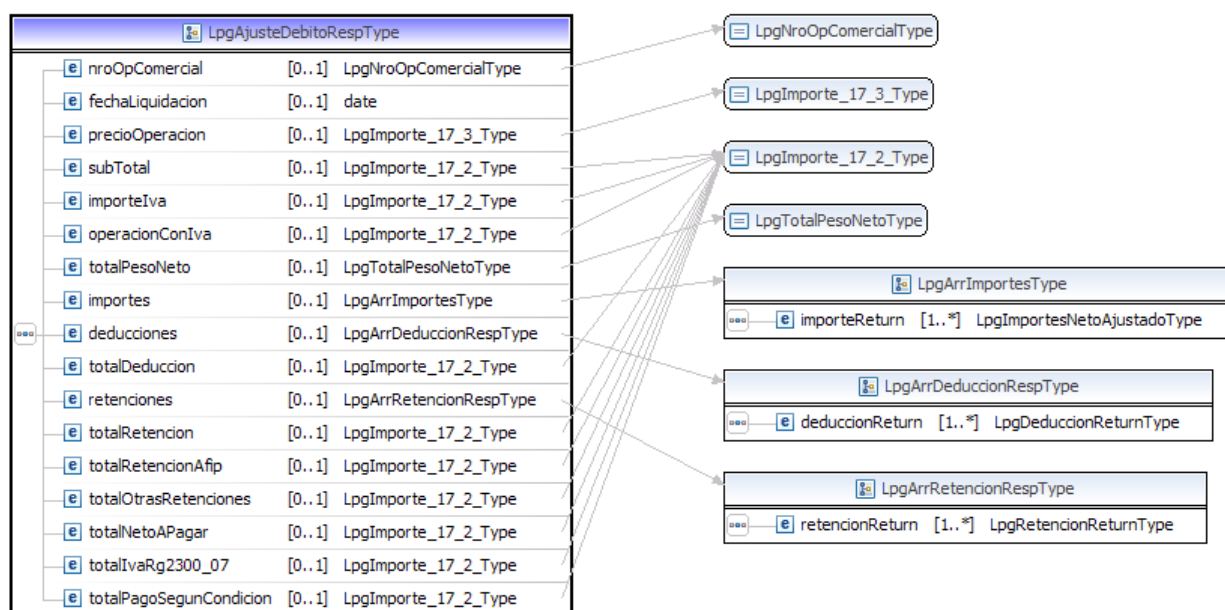 LpgAjusteDebitoRespType
nroOpComercial [0..1] LpgNroOpComercialType
fechaLiquidacion [0..1] date
precioOperacion [0..1] LpgImporte_17_3_Type
subTotal [0..1] LpgImporte_17_2_Type
importeIva [0..1] LpgImporte_17_2_Type
operacionConIva [0..1] LpgImporte_17_2_Type
totalPesoNeto [0..1] LpgTotalPesoNetoType
importes [0..1] LpgArrImportesType
deducciones [0..1] LpgArrDeduccionRespType
totalDeduccion [0..1] LpgImporte_17_2_Type
retenciones [0..1] LpgArrRetencionRespType
totalRetencion [0..1] LpgImporte_17_2_Type
totalRetencionAfip [0..1] LpgImporte_17_2_Type
totalOtrasRetenciones [0..1] LpgImporte_17_2_Type
totalNetoAPagar [0..1] LpgImporte_17_2_Type
totalIvaRg2300_07 [0..1] LpgImporte_17_2_Type
totalPagoSegunCondicion [0..1] LpgImporte_17_2_Type
LpgNroOpComercialType
LpgImporte_17_3_Type
LpgImporte_17_2_Type
LpgTotalPesoNetoType
LpgArrImportesType
importeReturn [1..*] LpgImportesNetoAjustadoType
LpgArrDeduccionRespType
deduccionReturn [1..*] LpgDeduccionReturnType
LpgArrRetencionRespType
retencionReturn [1..*] LpgRetencionReturnType